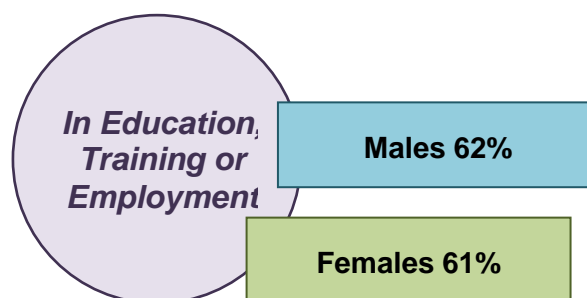 In Education,
Training or
Employment
Males 62%
Females 61%